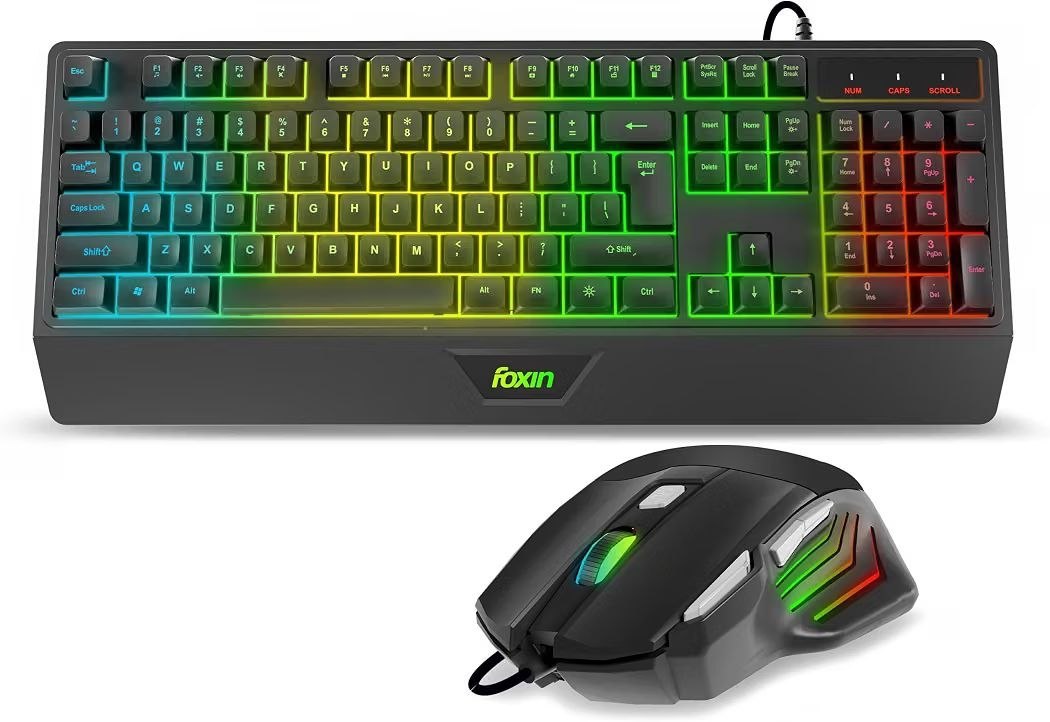 Esc F1 F2 F3 F4 F5 F6 F7 F8 F9 F10 F11 F12 PrtScr SysRq Scroll Lock Pause Break
NUM CAPS SCROLL
~ ` ! 1 @ 2 # 3 $ 4 % 5 ^ 6 & 7 * 8 ( 9 ) 0 _ - + = ← Insert Home PgUp Num Lock / * -
Tab Q W E R T Y U I O P { [ } ] Enter Delete End PgDn 7 Home 8 ↑ 9 PgUp +
Caps Lock A S D F G H J K L : ; " ' | \ 4 ← 5 6 →
Shift Z X C V B N M < , > . ? / Shift ↑ 1 End 2 ↓ 3 PgDn Enter
Ctrl Alt Alt FN Ctrl ← ↓ → 0 Ins . Del
foxin